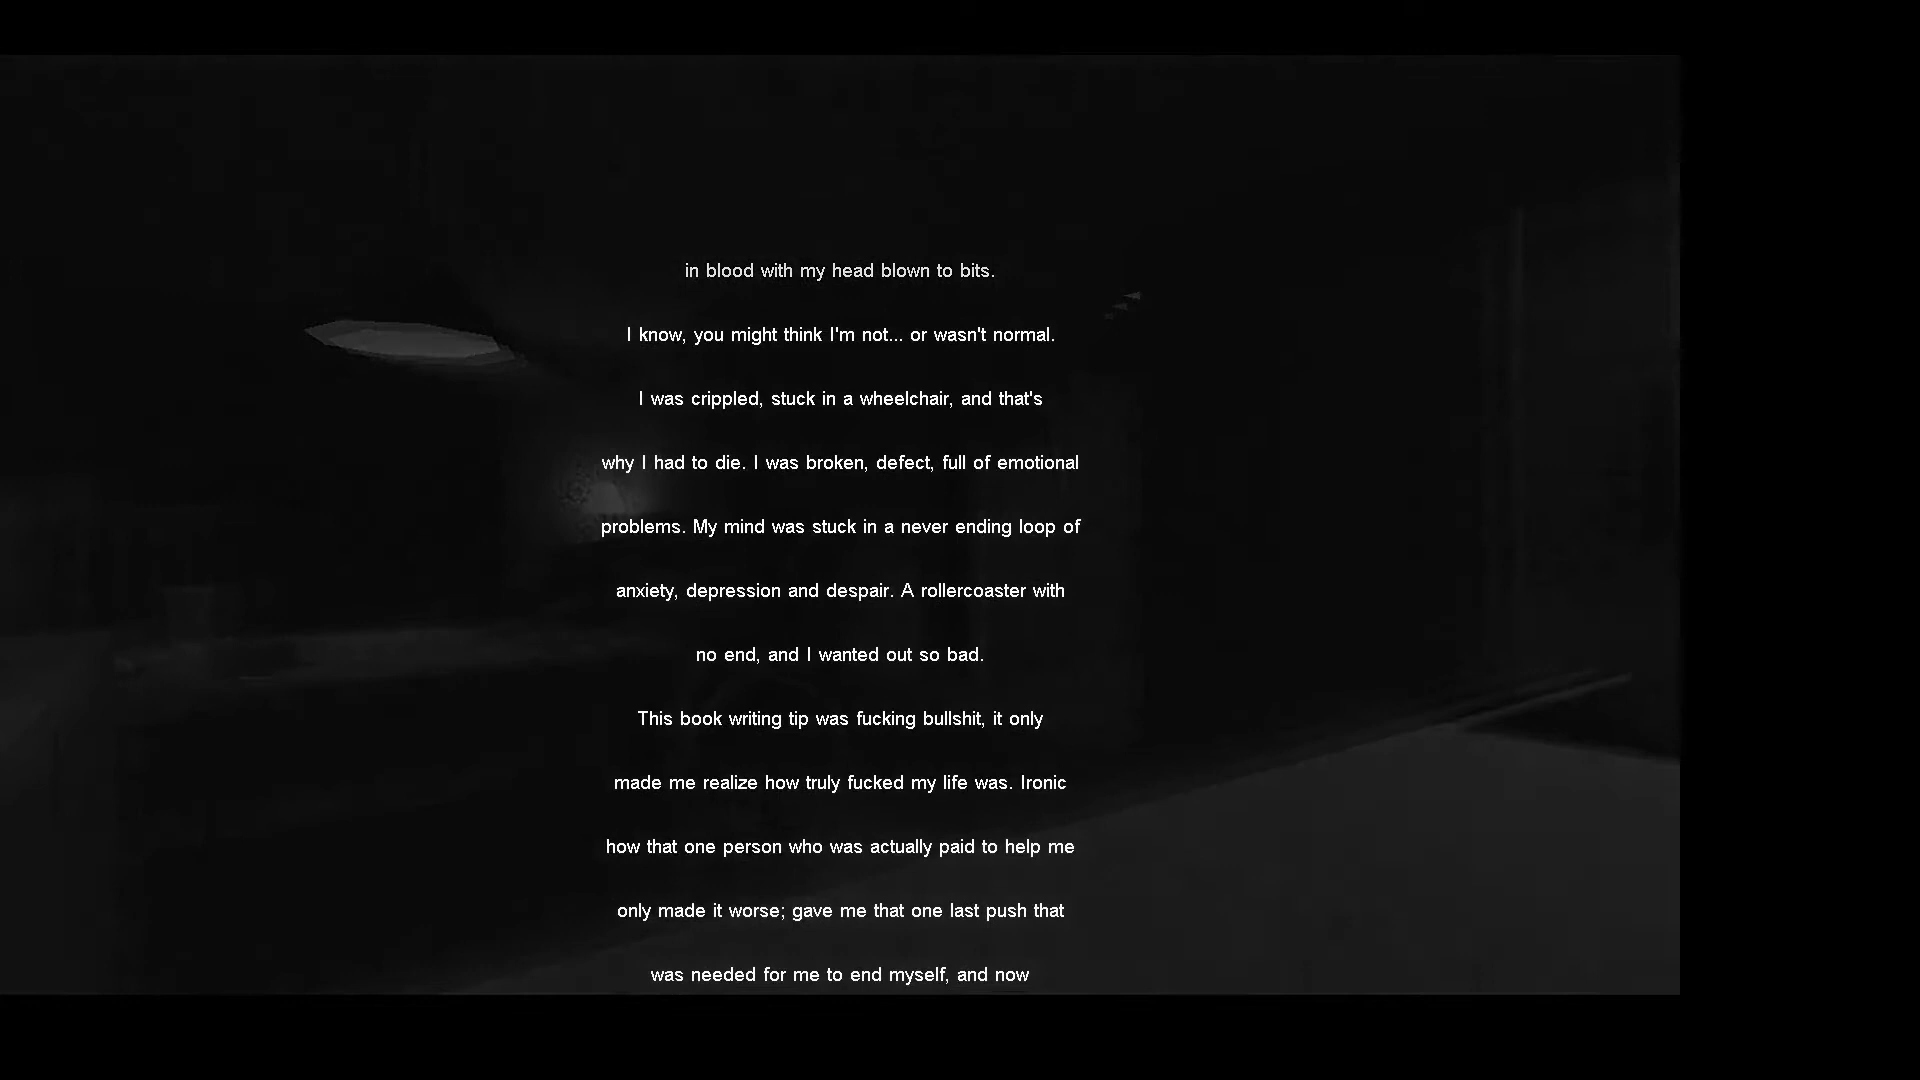 in blood with my head blown to bits.
I know, you might think I'm not... or wasn't normal.
I was crippled, stuck in a wheelchair, and that's
why I had to die. I was broken, defect, full of emotional
problems. My mind was stuck in a never ending loop of
anxiety, depression and despair. A rollercoaster with
no end, and I wanted out so bad.
This book writing tip was fucking bullshit, it only
made me realize how truly fucked my life was. Ironic
how that one person who was actually paid to help me
only made it worse; gave me that one last push that
was needed for me to end myself, and now